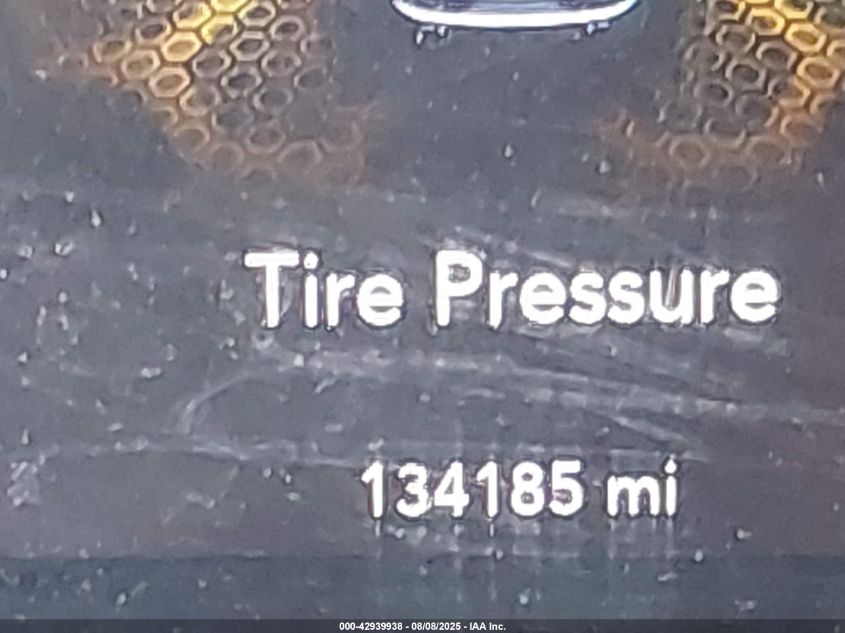 Tire Pressure
134185 mi
000-42939938 - 08/08/2025 - IAA Inc.